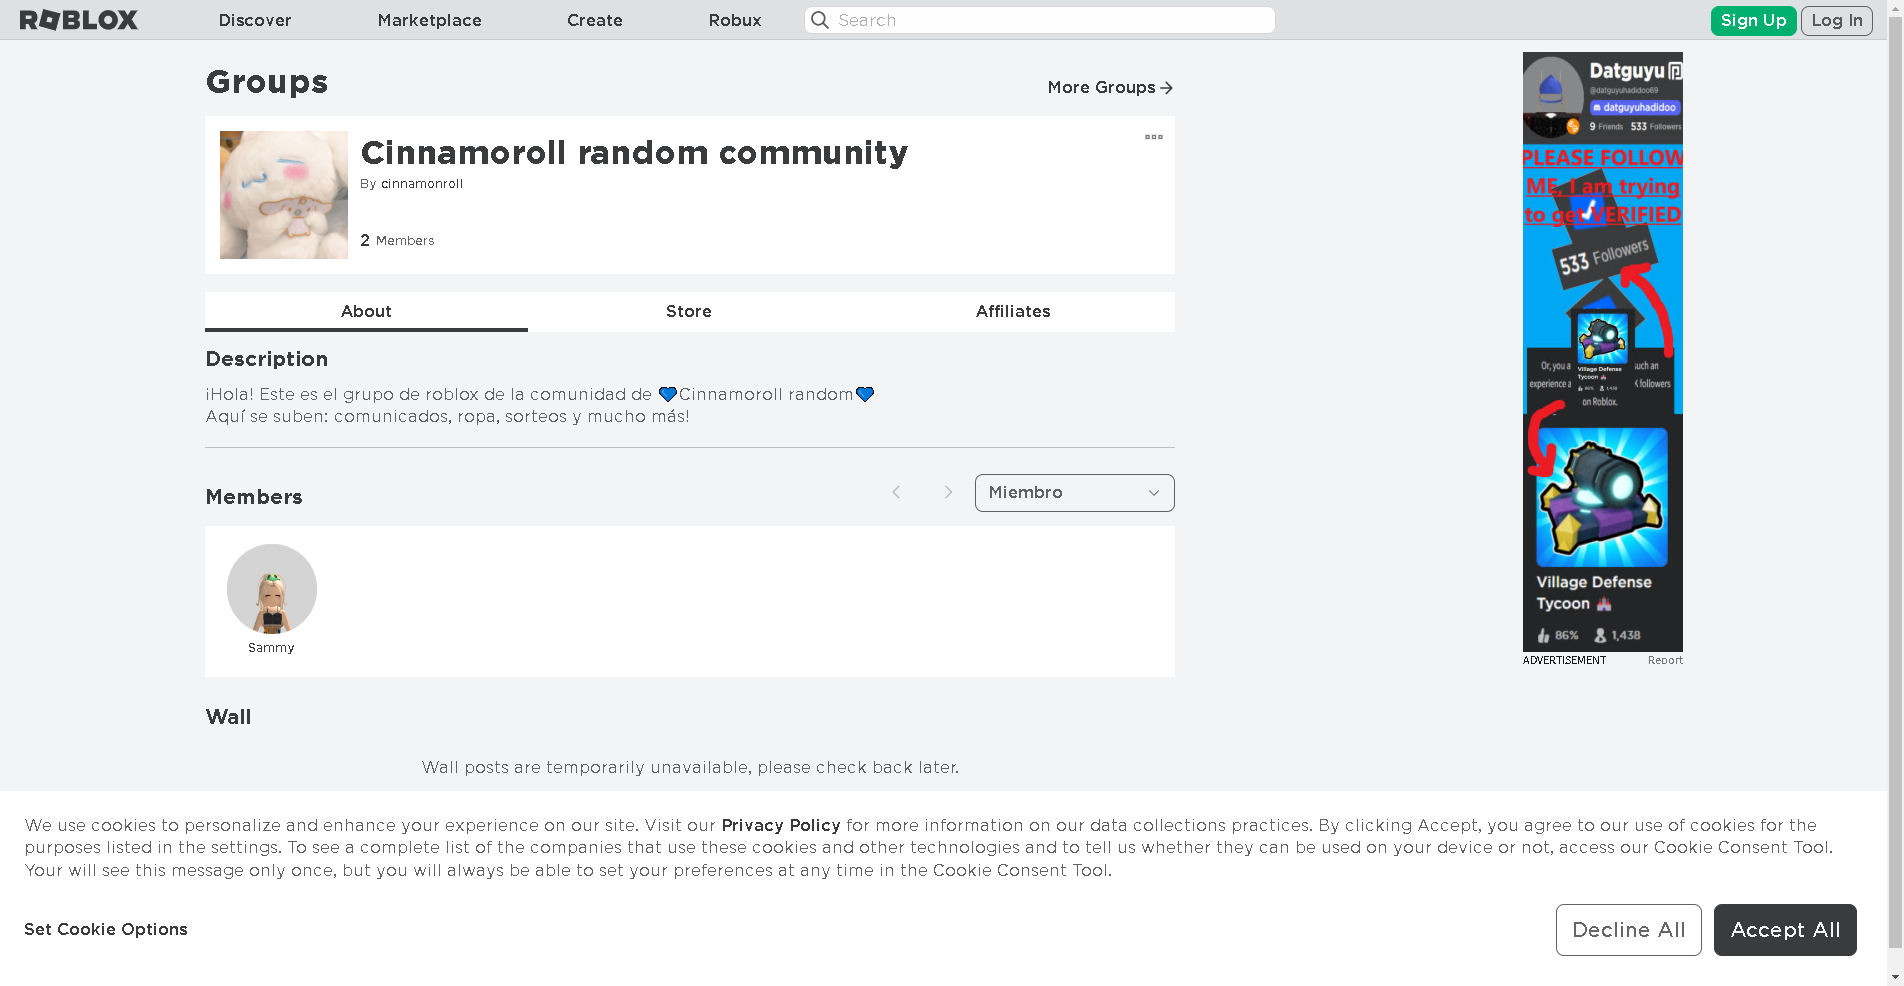 ROBLOX
Discover
Marketplace
Create
Robux
Search
Sign Up
Log In
Groups
More Groups
Cinnamoroll random community
By cinnamonroll
2 Members
About
Store
Affiliates
Description
¡Hola! Este es el grupo de roblox de la comunidad de 💙Cinnamoroll random💙
Aquí se suben: comunicados, ropa, sorteos y mucho más!
Members
Miembro
Sammy
Wall
Wall posts are temporarily unavailable, please check back later.
Datguyu
@datguyuhadidoo69
datguyuhadidoo
9 Friends 533 Followers
PLEASE FOLLOW
ME, I am trying
to get VERIFIED
533 Followers
Or, you a
such an
Village Defense
Tycoon
experience a
K followers
86% 1,438
on Roblox.
Village Defense
Tycoon
86% 1,438
ADVERTISEMENT
Report
We use cookies to personalize and enhance your experience on our site. Visit our Privacy Policy for more information on our data collections practices. By clicking Accept, you agree to our use of cookies for the
purposes listed in the settings. To see a complete list of the companies that use these cookies and other technologies and to tell us whether they can be used on your device or not, access our Cookie Consent Tool.
Your will see this message only once, but you will always be able to set your preferences at any time in the Cookie Consent Tool.
Set Cookie Options
Decline All
Accept All